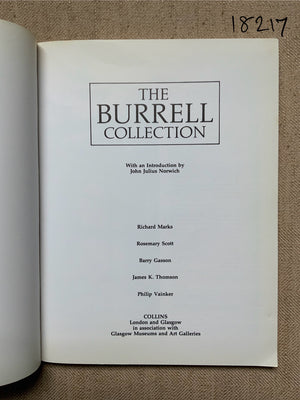 18217
THE
BURRELL
COLLECTION
With an Introduction by
John Julius Norwich
Richard Marks
Rosemary Scott
Barry Gasson
James K. Thomson
Philip Vainker
COLLINS
London and Glasgow
in association with
Glasgow Museums and Art Galleries